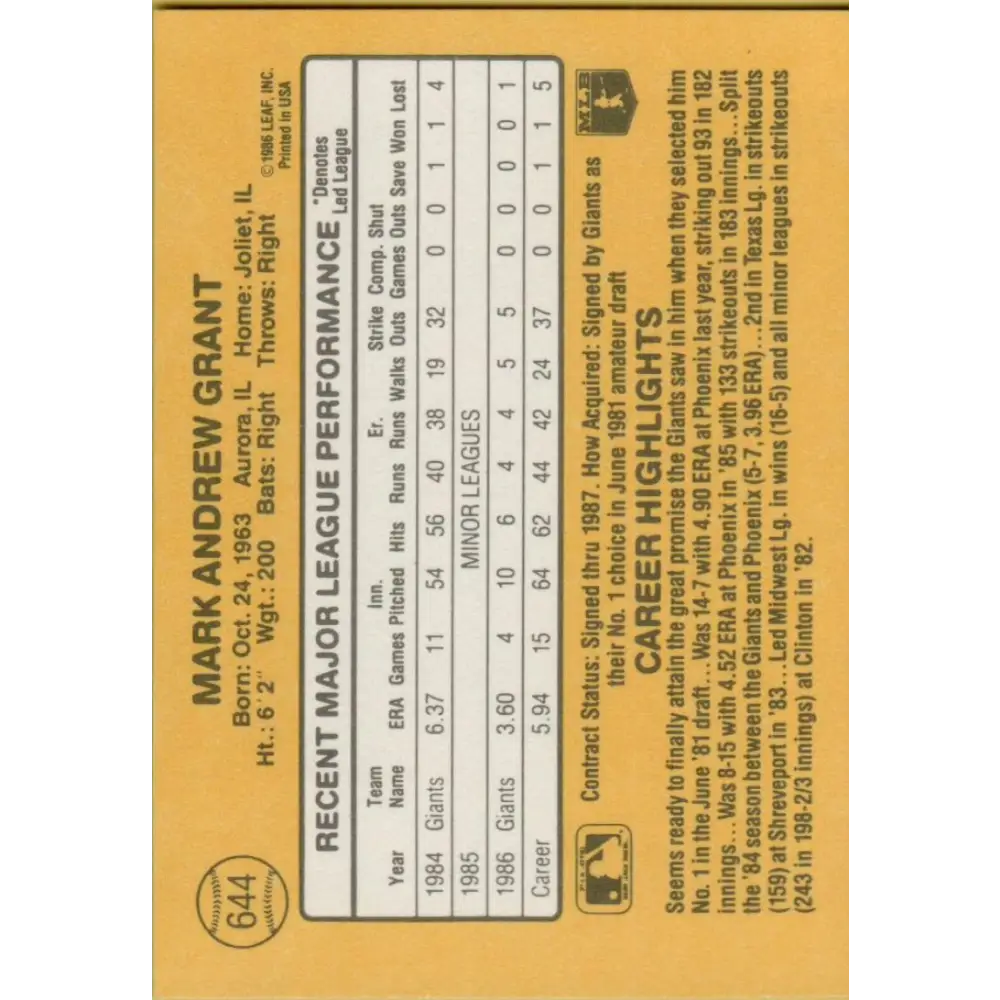 644
MARK ANDREW GRANT
Born: Oct. 24, 1963 Aurora, IL Home: Joliet, IL
Ht.: 6'2" Wgt.: 200 Bats: Right Throws: Right
© 1986 LEAF, INC.
Printed in USA
RECENT MAJOR LEAGUE PERFORMANCE *Denotes Led League
Year Team Name ERA Games Inn. Pitched Hits Runs Er. Runs Walks Strike Outs Comp. Games Shut Outs Save Won Lost
1984 Giants 6.37 11 54 56 40 38 19 32 0 0 1 1 4
1985 MINOR LEAGUES
1986 Giants 3.60 4 10 6 4 4 5 5 0 0 0 0 1
Career 5.94 15 64 62 44 42 24 37 0 0 1 1 5
Contract Status: Signed thru 1987. How Acquired: Signed by Giants as
their No. 1 choice in June 1981 amateur draft
MLB
CAREER HIGHLIGHTS
Seems ready to finally attain the great promise the Giants saw in him when they selected him
No. 1 in the June '81 draft...Was 14-7 with 4.90 ERA at Phoenix last year, striking out 93 in 182
innings...Was 8-15 with 4.52 ERA at Phoenix in '85 with 133 strikeouts in 183 innings...Split
the '84 season between the Giants and Phoenix (5-7, 3.96 ERA)...2nd in Texas Lg. in strikeouts
(159) at Shreveport in '83...Led Midwest Lg. in wins (16-5) and all minor leagues in strikeouts
(243 in 198-2/3 innings) at Clinton in '82.